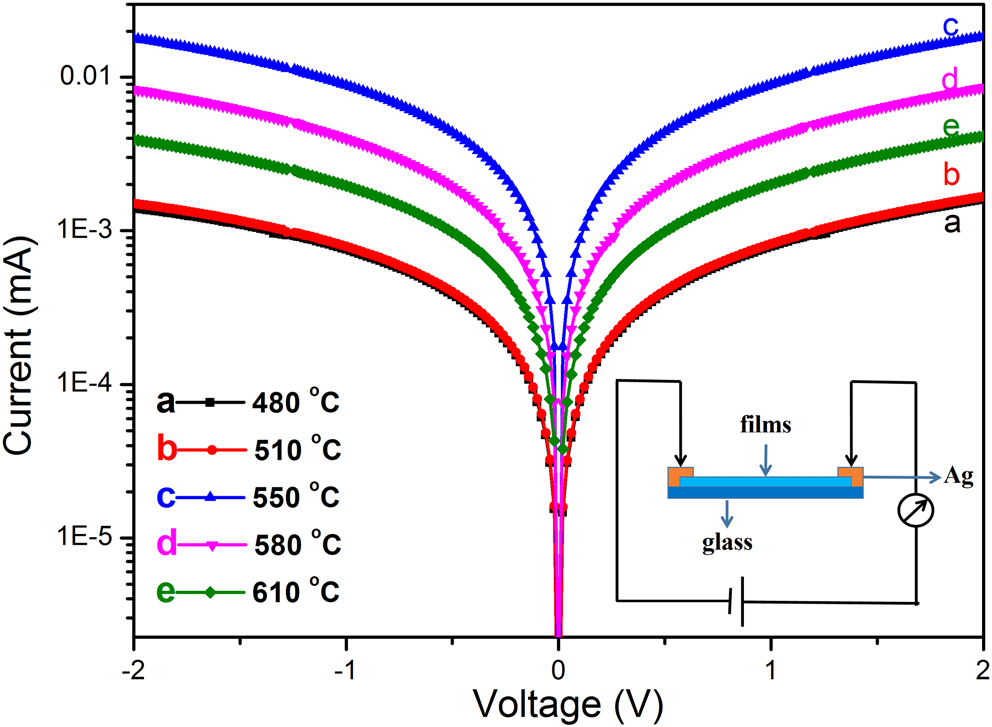 Current (mA)
0.01
1E-3
1E-4
1E-5
c
d
e
b
a
a 480 °C
b 510 °C
c 550 °C
d 580 °C
e 610 °C
films
Ag
glass
-2 -1 0 1 2
Voltage (V)